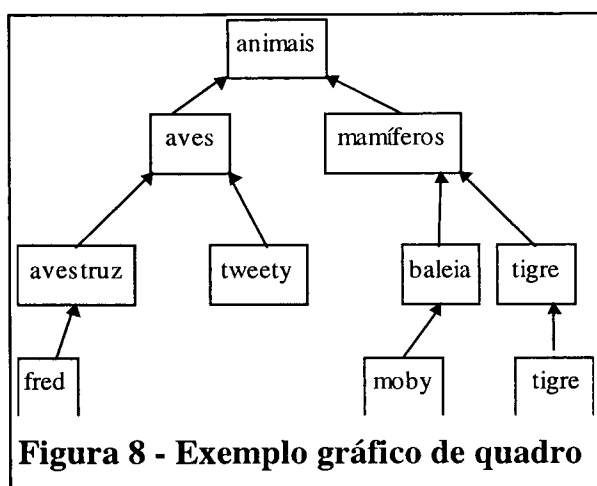 animais
aves
mamíferos
avestruz
tweety
baleia
tigre
fred
moby
tigre
Figura 8 - Exemplo gráfico de quadro